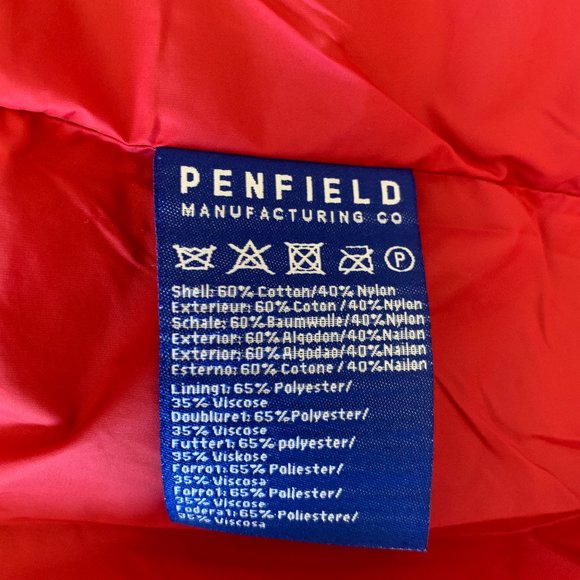 PENFIELD
MANUFACTURING CO
P
Shell: 60% Cotton/40% Nylon
Exterieur: 60% Coton /40% Nylon
Schale: 60% Baumwolle/40% Nylon
Exterior: 60% Algodon/40% Nailon
Exterior: 60% Algodao/40% Nailon
Esterno: 60% Cotone / 40% Nailon
Lining1: 65% Polyester/
35% Viscose
Doublure1: 65% Polyester/
35% Viscose
Futter1: 65% polyester/
35% Viskose
Forro1: 65% Poliester/
35% Viscosa
Forro1: 65% Poliester/
35% Viscose
Fodera1: 65% Poliestere/
35% Viscosa